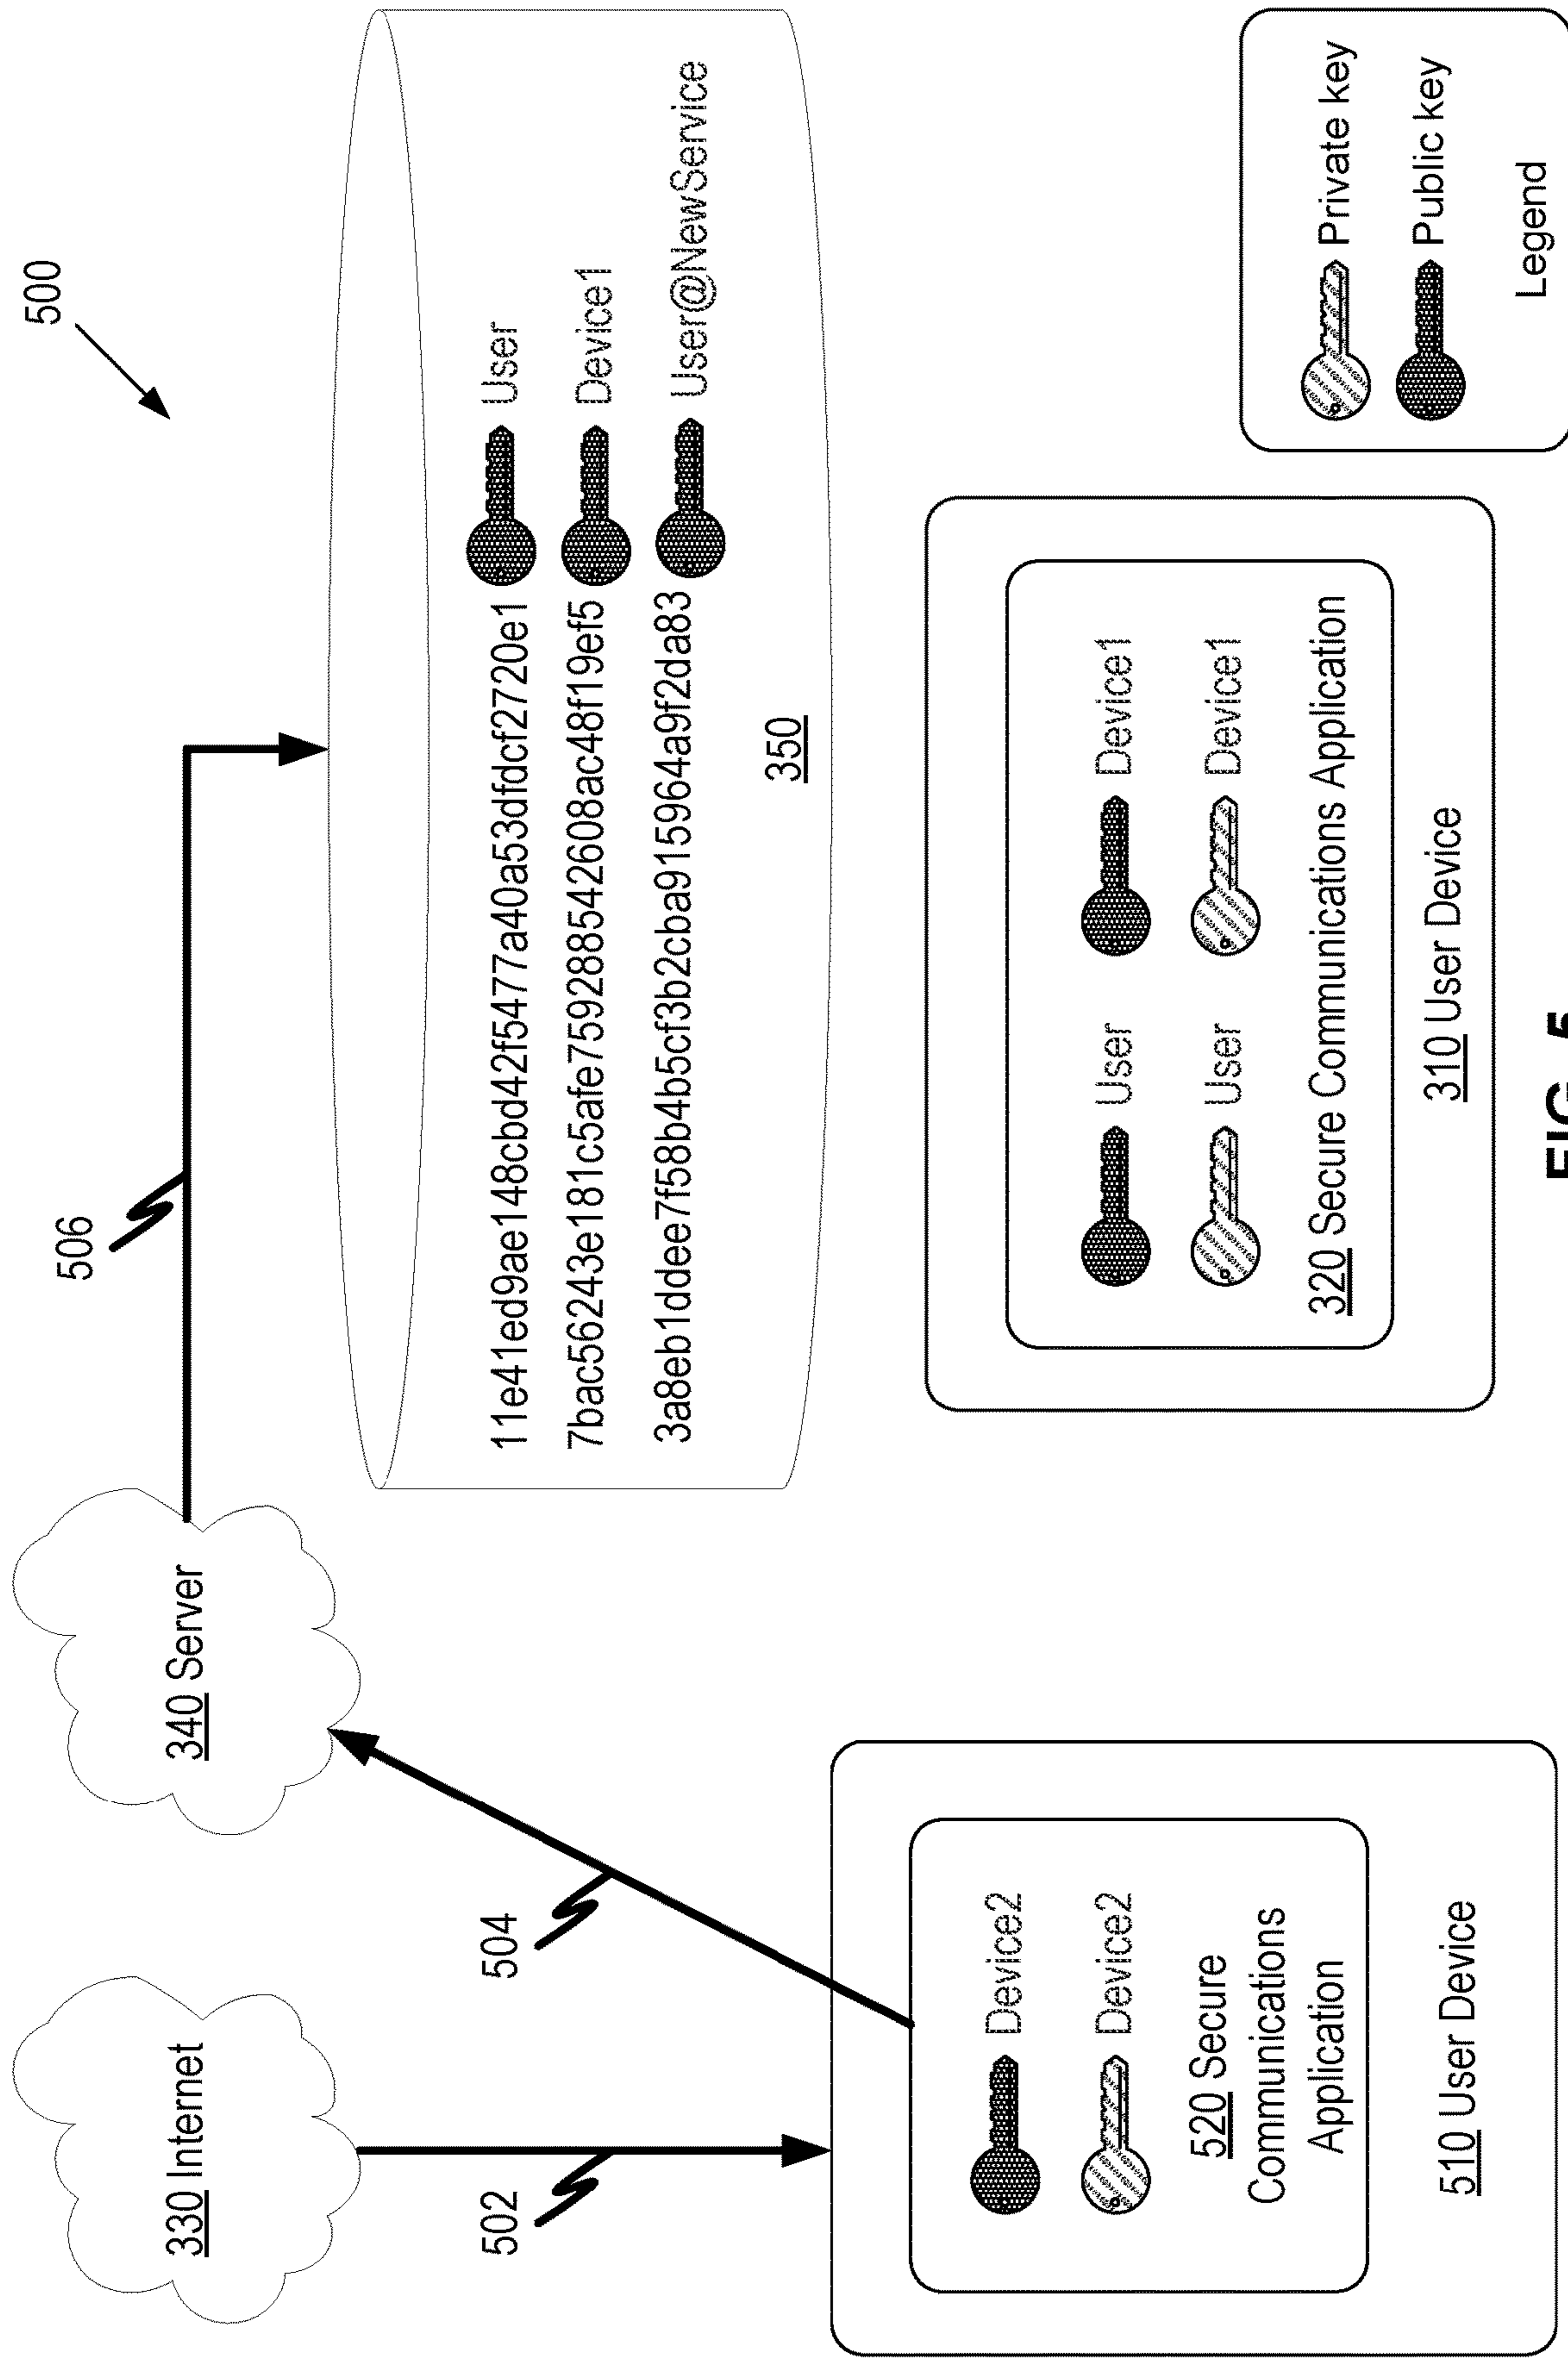 500
506
330 Internet
340 Server
502
504
11e41ed9ae148cbd42f5477a40a53dfdcf2720e1 User
7bac56243e181c5afe7592885542608ac48f19ef5 Device1
3a8eb1ddee7f58b4b5cf3b2cba915964a9f2da83 User@NewService
350
Device2
Device2
520 Secure
Communications
Application
510 User Device
User Device1
User Device1
320 Secure Communications Application
310 User Device
Private key
Public key
Legend
FIG. 5